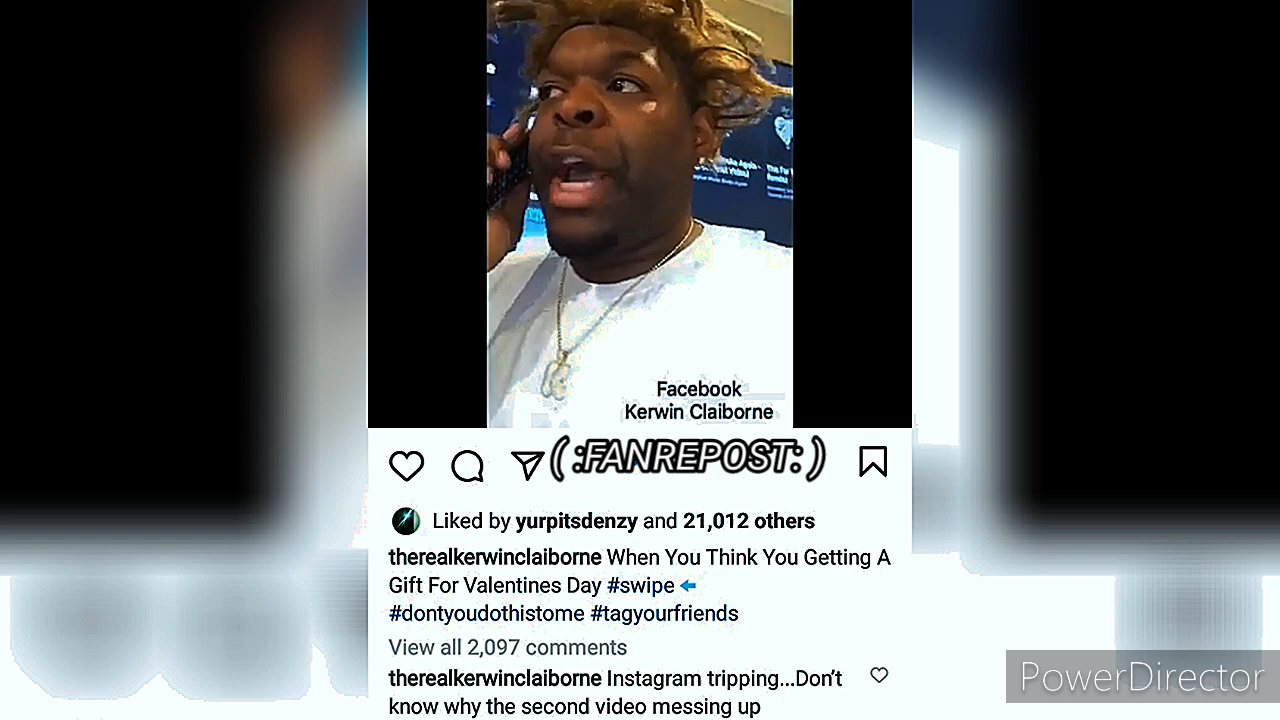 Facebook
Kerwin Claiborne
( :FANREPOST: )
Liked by yurpitsdenzy and 21,012 others
therealkerwinclaiborne When You Think You Getting A
Gift For Valentines Day #swipe ←
#dontyoudothistome #tagyourfriends
View all 2,097 comments
therealkerwinclaiborne Instagram tripping...Don't
know why the second video messing up
PowerDirector